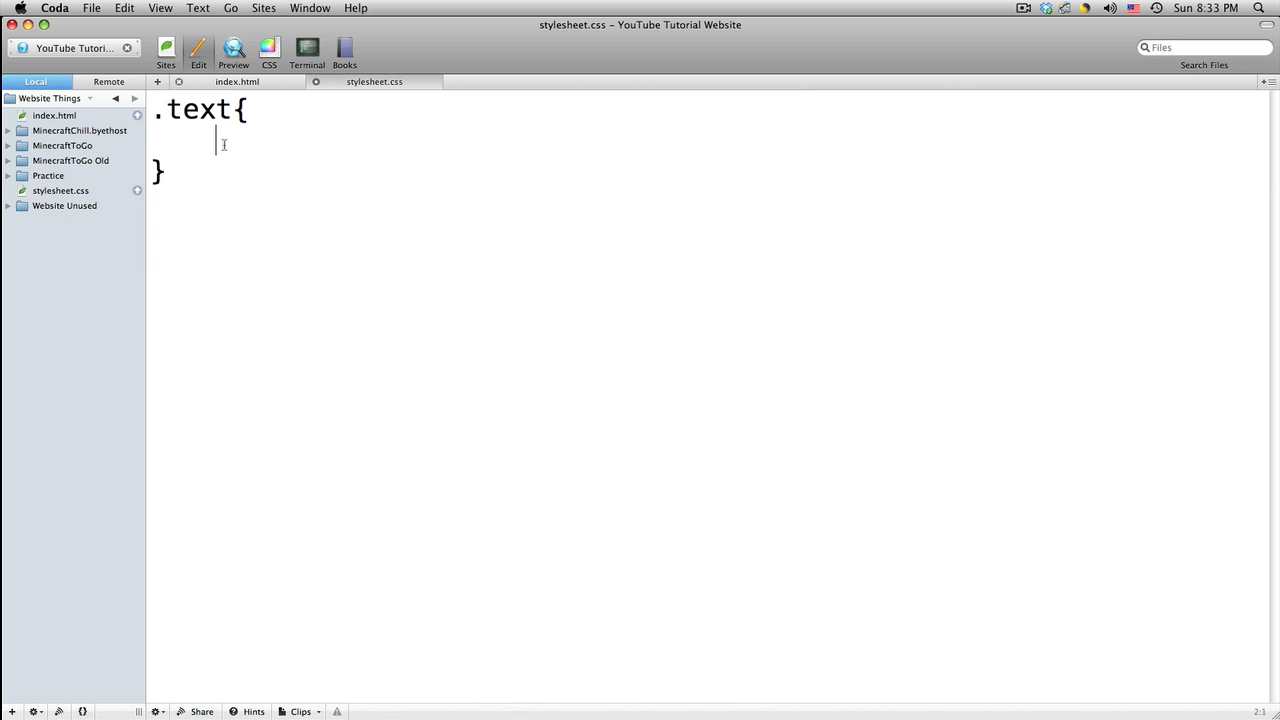 Coda File Edit View Text Go Sites Window Help Sun 8:33 PM
stylesheet.css – YouTube Tutorial Website
YouTube Tutori...
Sites Edit Preview CSS Terminal Books
Files
Search Files
Local Remote
index.html
stylesheet.css
Website Things
index.html
MinecraftChill.byethost
MinecraftToGo
MinecraftToGo Old
Practice
stylesheet.css
Website Unused
.text{
}
Share Hints Clips
2:1